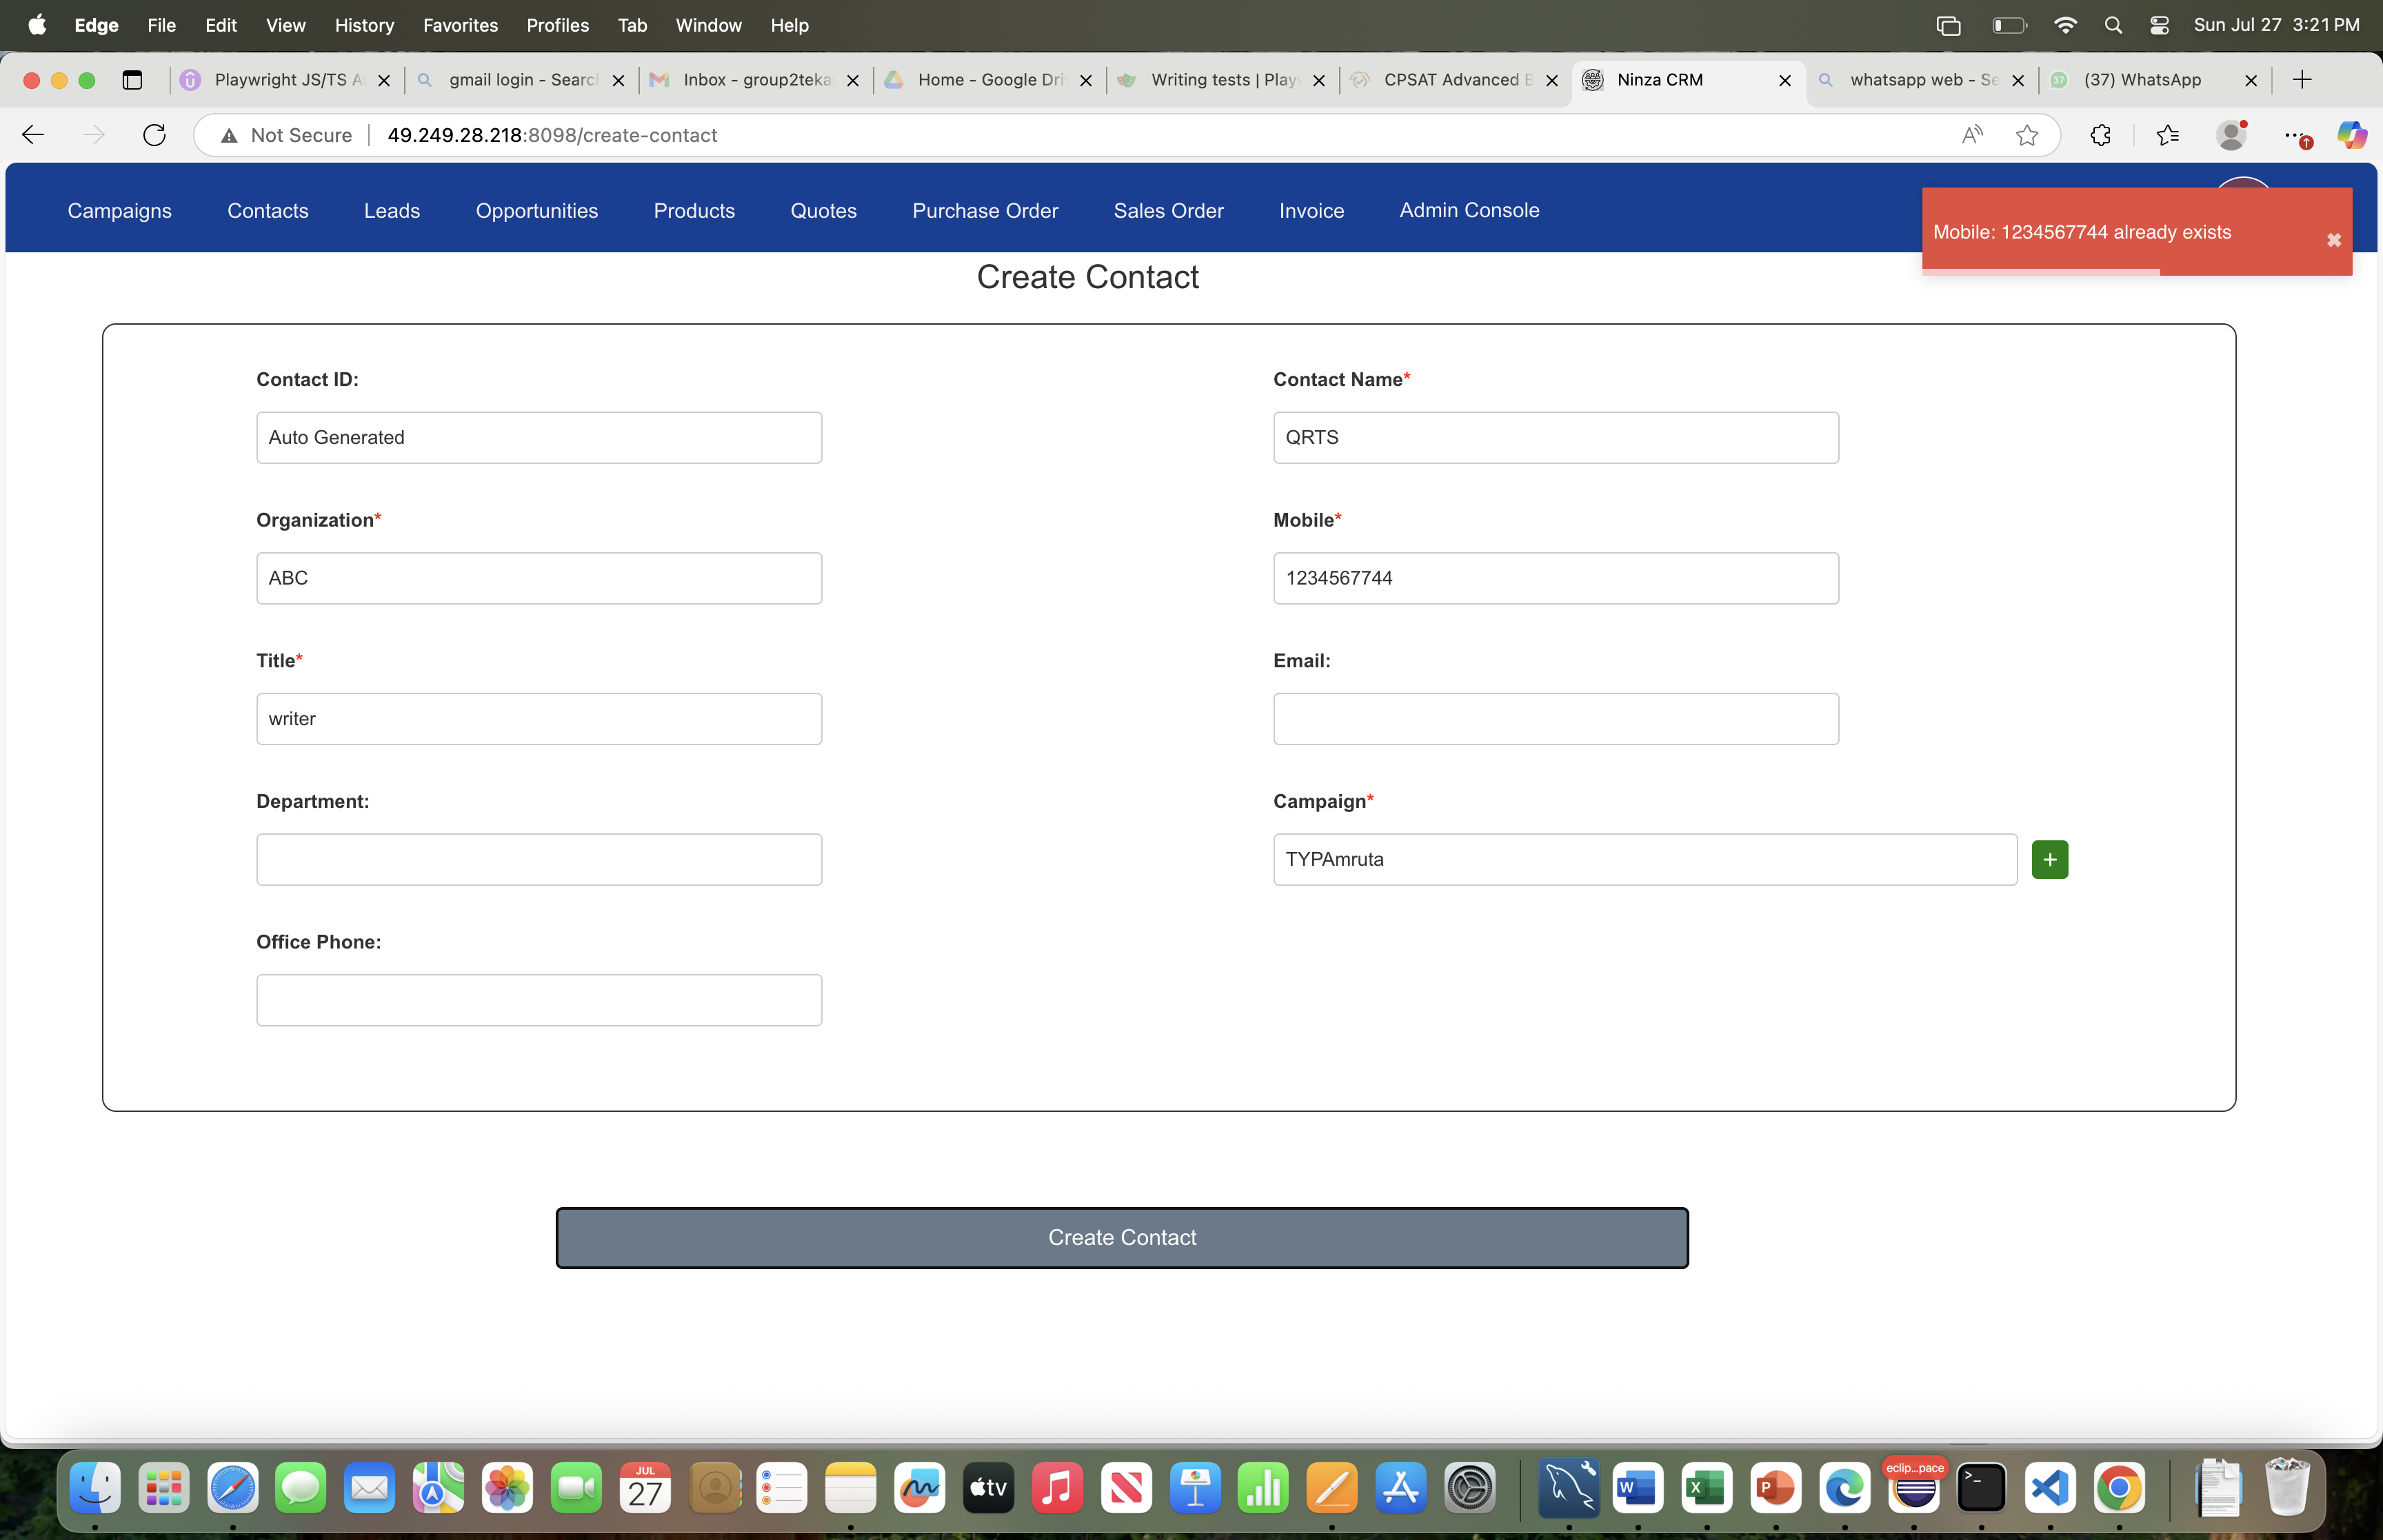 Edge File Edit View History Favorites Profiles Tab Window Help Sun Jul 27 3:21 PM
Playwright JS/TS A gmail login - Search Inbox - group2teka Home - Google Dri Writing tests | Play CPSAT Advanced B Ninza CRM whatsapp web - Se 37 (37) WhatsApp
Not Secure 49.249.28.218:8098/create-contact
Campaigns Contacts Leads Opportunities Products Quotes Purchase Order Sales Order Invoice Admin Console
Mobile: 1234567744 already exists
Create Contact
Contact ID: Contact Name*
Auto Generated QRTS
Organization* Mobile*
ABC 1234567744
Title* Email:
writer
Department: Campaign*
TYPAmruta +
Office Phone:
Create Contact
JUL
27
tv
eclip...pace
W X P